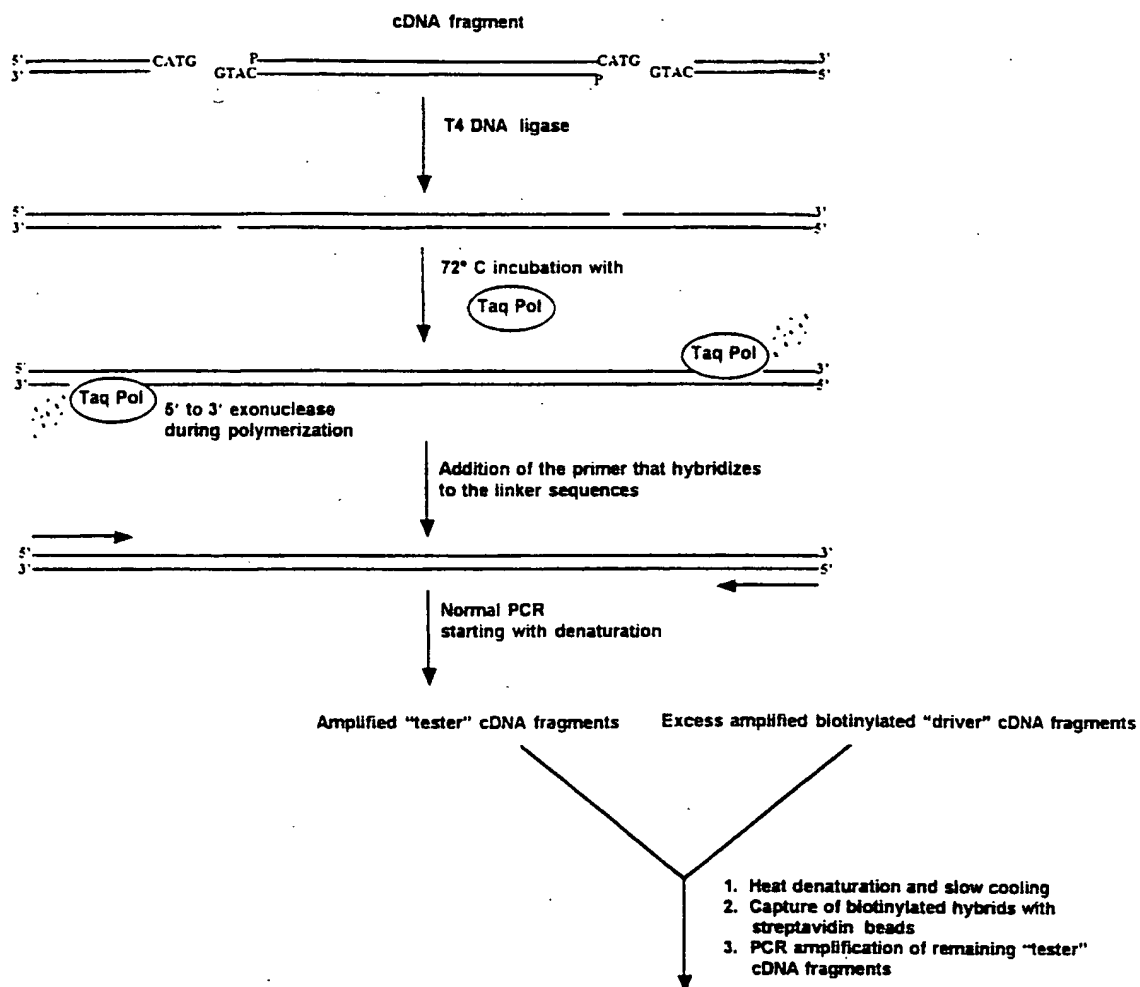 cDNA fragment
5' CATG P CATG 3'
3' GTAC P GTAC 5'
T4 DNA ligase
5' 3'
3' 5'
72° C incubation with
Taq Pol
Taq Pol
5' 3'
3' 5'
Taq Pol
5' to 3' exonuclease
during polymerization
Addition of the primer that hybridizes
to the linker sequences
5' 3'
3' 5'
Normal PCR
starting with denaturation
Amplified "tester" cDNA fragments Excess amplified biotinylated "driver" cDNA fragments
1. Heat denaturation and slow cooling
2. Capture of biotinylated hybrids with
streptavidin beads
3. PCR amplification of remaining "tester"
cDNA fragments